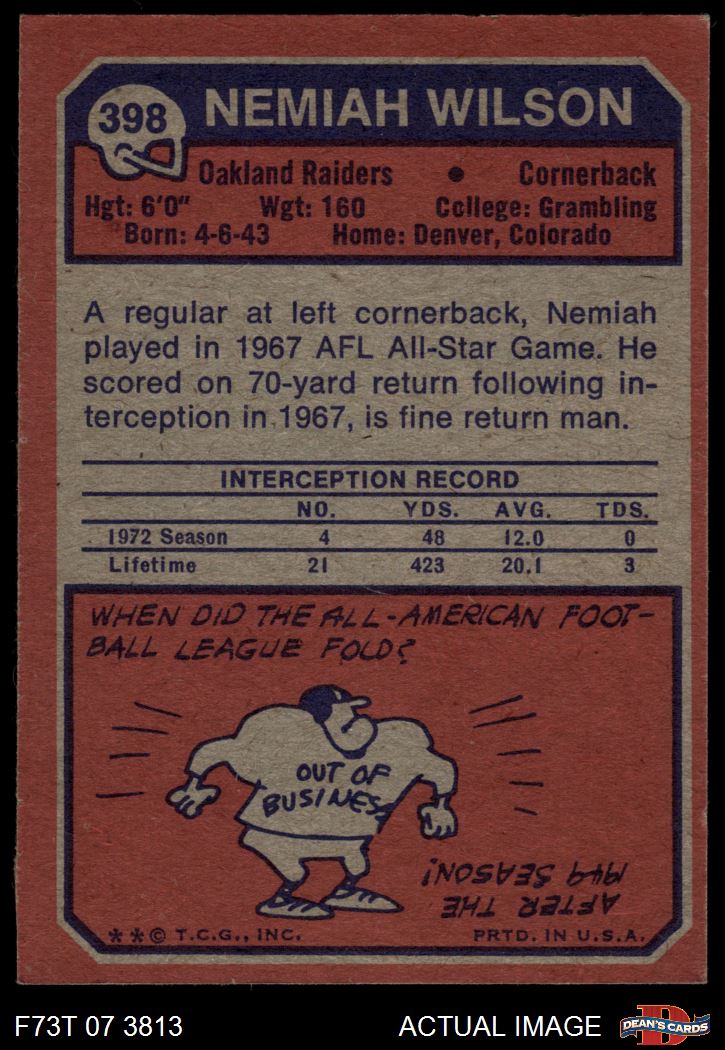 398 NEMIAH WILSON
Oakland Raiders • Cornerback
Hgt: 6'0" Wgt: 160 College: Grambling
Born: 4-6-43 Home: Denver, Colorado
A regular at left cornerback, Nemiah
played in 1967 AFL All-Star Game. He
scored on 70-yard return following in-
terception in 1967, is fine return man.
INTERCEPTION RECORD
NO. YDS. AVG. TDS.
1972 Season 4 48 12.0 0
Lifetime 21 423 20.1 3
WHEN DID THE ALL-AMERICAN FOOT-
BALL LEAGUE FOLD?
OUT OF
BUSINESS
AFTER THE
1949 SEASON!
**© T.C.G., INC. PRTD. IN U.S.A.
F73T 07 3813 ACTUAL IMAGE DEAN'S CARDS